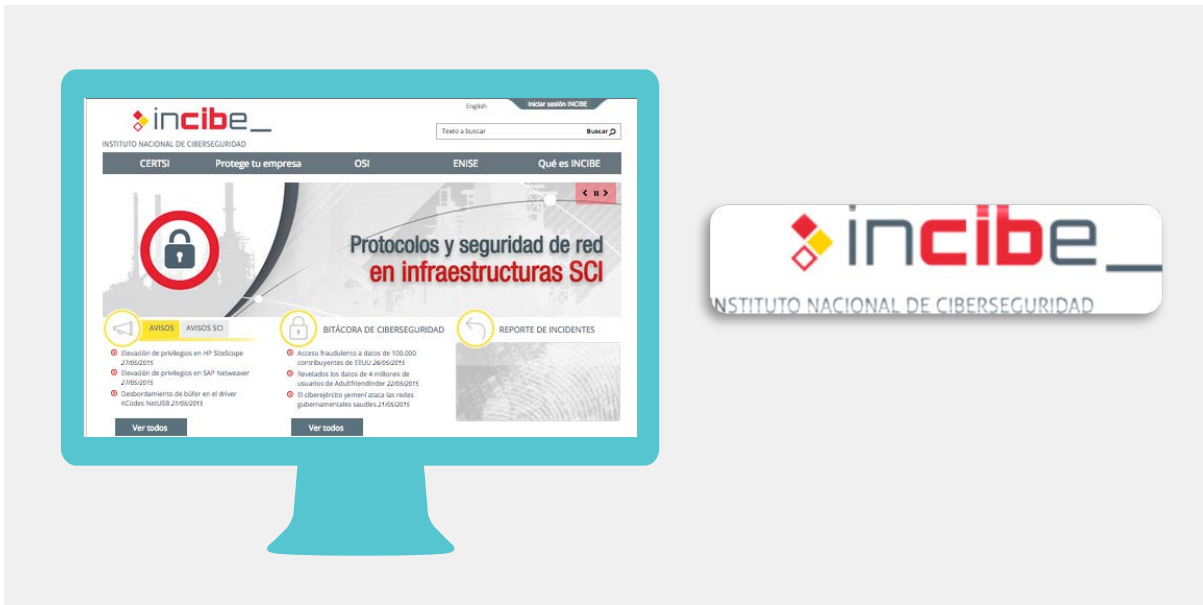 English
Iniciar sesión INCIBE
incibe_
INSTITUTO NACIONAL DE CIBERSEGURIDAD
Texto a buscar
Buscar
CERTSI
Protege tu empresa
OSI
ENISE
Qué es INCIBE
Protocolos y seguridad de red
en infraestructuras SCI
AVISOS
AVISOS SCI
Elevación de privilegios en HP SiteScope
27/05/2015
Elevación de privilegios en SAP Netweaver
27/05/2015
Desbordamiento de búfer en el driver
KCodes NetUSB 21/05/2015
Ver todos
BITÁCORA DE CIBERSEGURIDAD
Acceso fraudulento a datos de 100.000
contribuyentes de EEUU 26/05/2015
Revelados los datos de 4 millones de
usuarios de Adultfriendfinder 22/05/2015
El ciberejército yemení ataca las redes
gubernamentales saudíes 21/05/2015
Ver todos
REPORTE DE INCIDENTES
incibe_
INSTITUTO NACIONAL DE CIBERSEGURIDAD